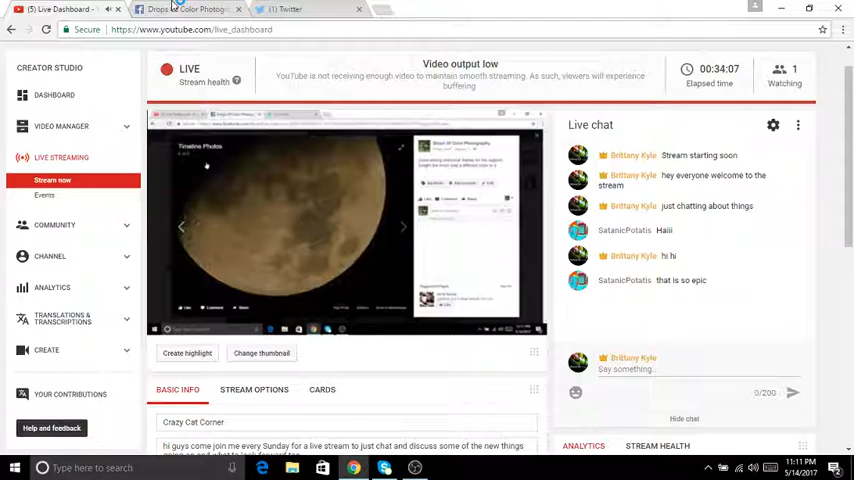 (5) Live Dashboard -
Drops Of Color Photogr
(1) Twitter
Secure
https://www.youtube.com/live_dashboard
CREATOR STUDIO
DASHBOARD
VIDEO MANAGER
LIVE STREAMING
Stream now
Events
COMMUNITY
CHANNEL
ANALYTICS
TRANSLATIONS &
TRANSCRIPTIONS
CREATE
YOUR CONTRIBUTIONS
Help and feedback
LIVE
Stream health
?
Video output low
YouTube is not receiving enough video to maintain smooth streaming. As such, viewers will experience
buffering
00:34:07
Elapsed time
1
Watching
Timeline Photos
Create highlight
Change thumbnail
BASIC INFO
STREAM OPTIONS
CARDS
Crazy Cat Corner
hi guys come join me every Sunday for a live stream to just chat and discuss some of the new things
Live chat
Brittany Kyle Stream starting soon
Brittany Kyle hey everyone welcome to the
stream
Brittany Kyle just chatting about things
SatanicPotatis Haiii
Brittany Kyle hi hi
SatanicPotatis that is so epic
Brittany Kyle
Say something...
0/200
Hide chat
ANALYTICS
STREAM HEALTH
Type here to search
11:11 PM
5/14/2017
2